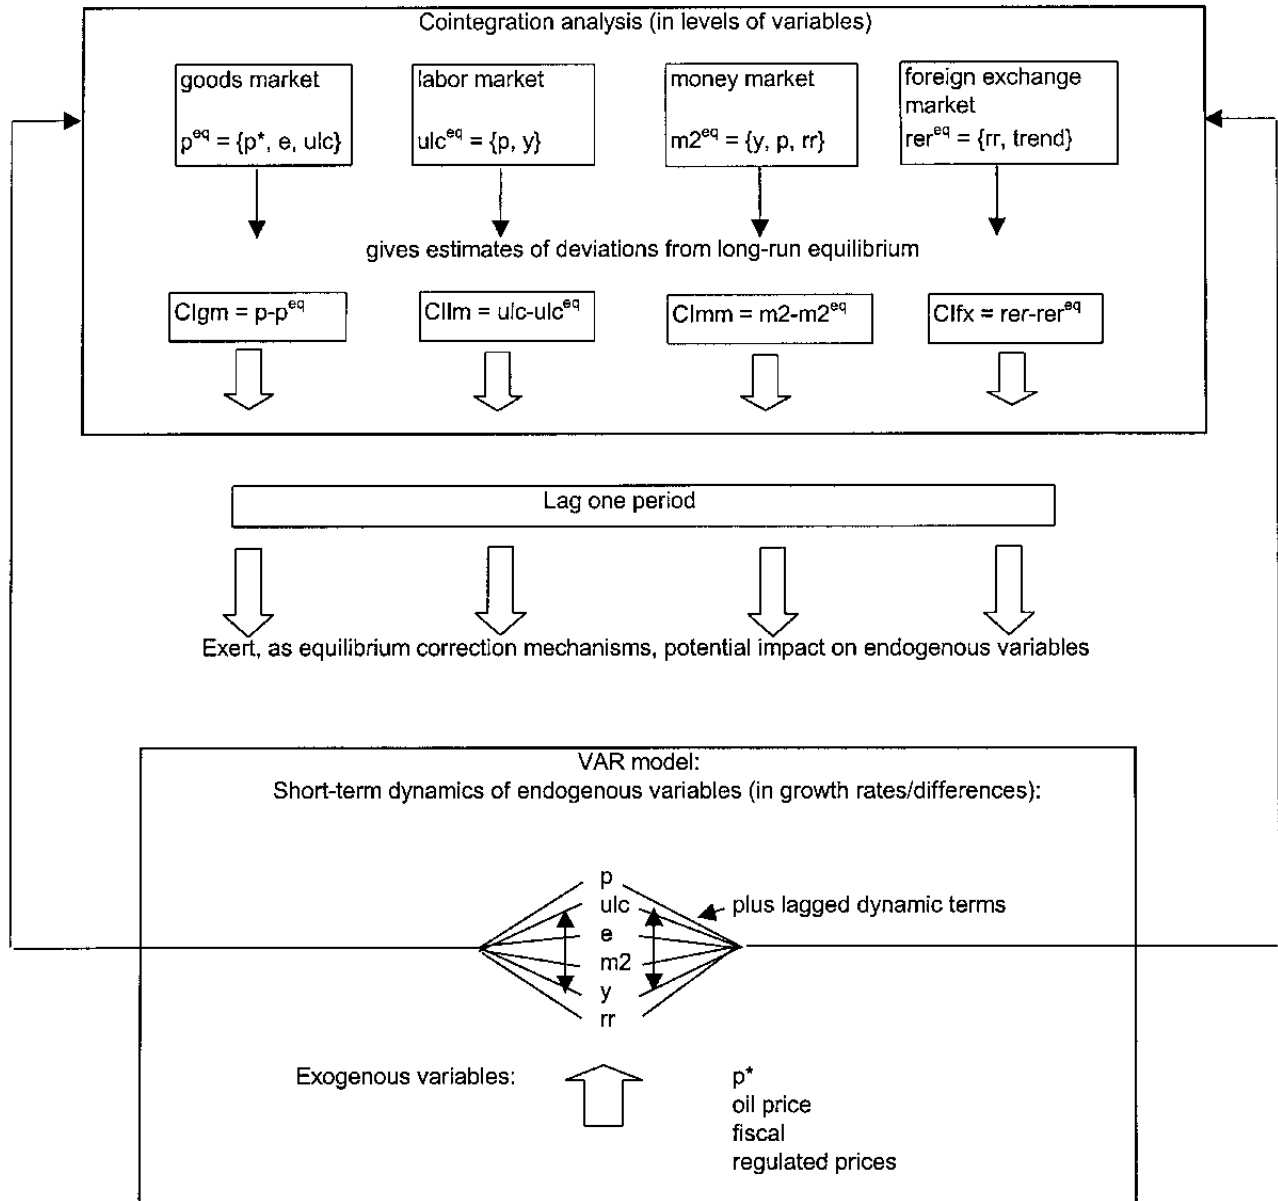 Cointegration analysis (in levels of variables)
goods market
p^eq = {p*, e, ulc}
labor market
ulc^eq = {p, y}
money market
m2^eq = {y, p, rr}
foreign exchange
market
rer^eq = {rr, trend}
gives estimates of deviations from long-run equilibrium
CIgm = p-p^eq
CIlm = ulc-ulc^eq
CImm = m2-m2^eq
CIfx = rer-rer^eq
Lag one period
Exert, as equilibrium correction mechanisms, potential impact on endogenous variables
VAR model:
Short-term dynamics of endogenous variables (in growth rates/differences):
p
ulc
plus lagged dynamic terms
e
m2
y
rr
Exogenous variables:
p*
oil price
fiscal
regulated prices